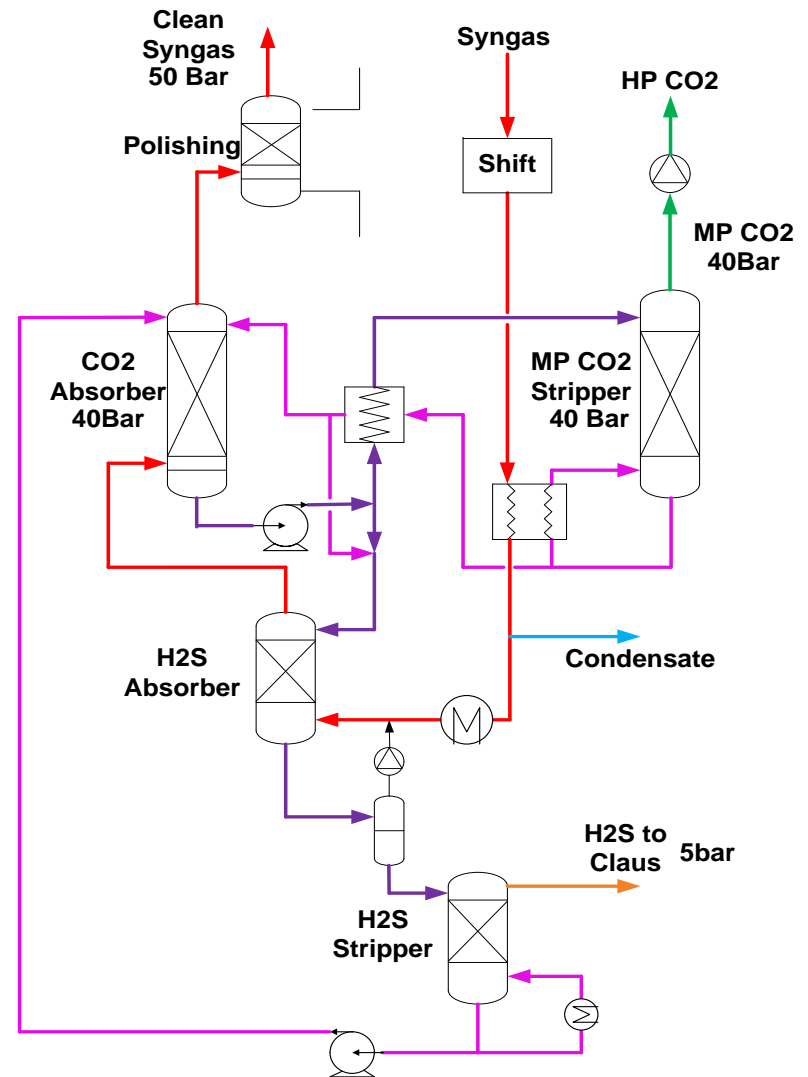 Clean
Syngas
50 Bar
Syngas
HP CO2
Polishing
Shift
MP CO2
40Bar
CO2
Absorber
40Bar
MP CO2
Stripper
40 Bar
H2S
Absorber
Condensate
H2S to
Claus 5bar
H2S
Stripper